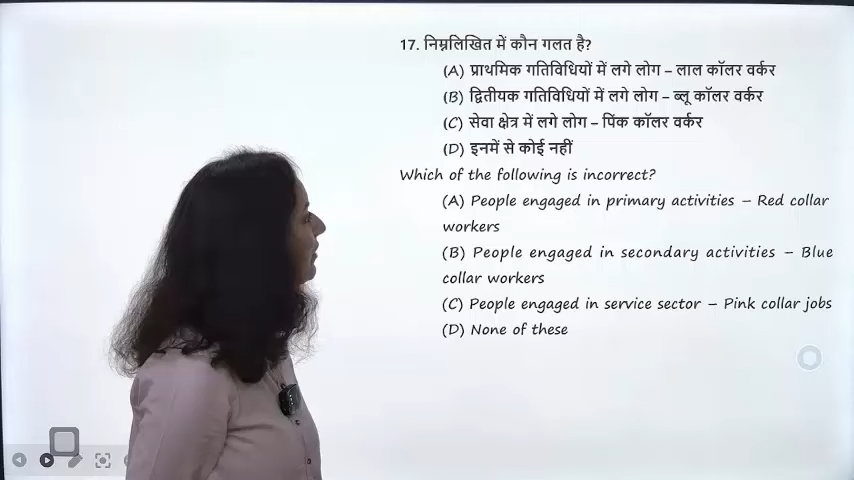 17. निम्नलिखित में कौन गलत है?
(A) प्राथमिक गतिविधियों में लगे लोग – लाल कॉलर वर्कर
(B) द्वितीयक गतिविधियों में लगे लोग – ब्लू कॉलर वर्कर
(C) सेवा क्षेत्र में लगे लोग – पिंक कॉलर वर्कर
(D) इनमें से कोई नहीं
Which of the following is incorrect?
(A) People engaged in primary activities – Red collar
workers
(B) People engaged in secondary activities – Blue
collar workers
(C) People engaged in service sector – Pink collar jobs
(D) None of these